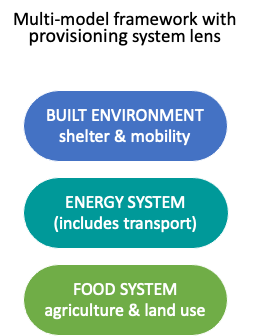 Multi-model framework with
provisioning system lens
BUILT ENVIRONMENT
shelter & mobility
ENERGY SYSTEM
(includes transport)
FOOD SYSTEM
agriculture & land use